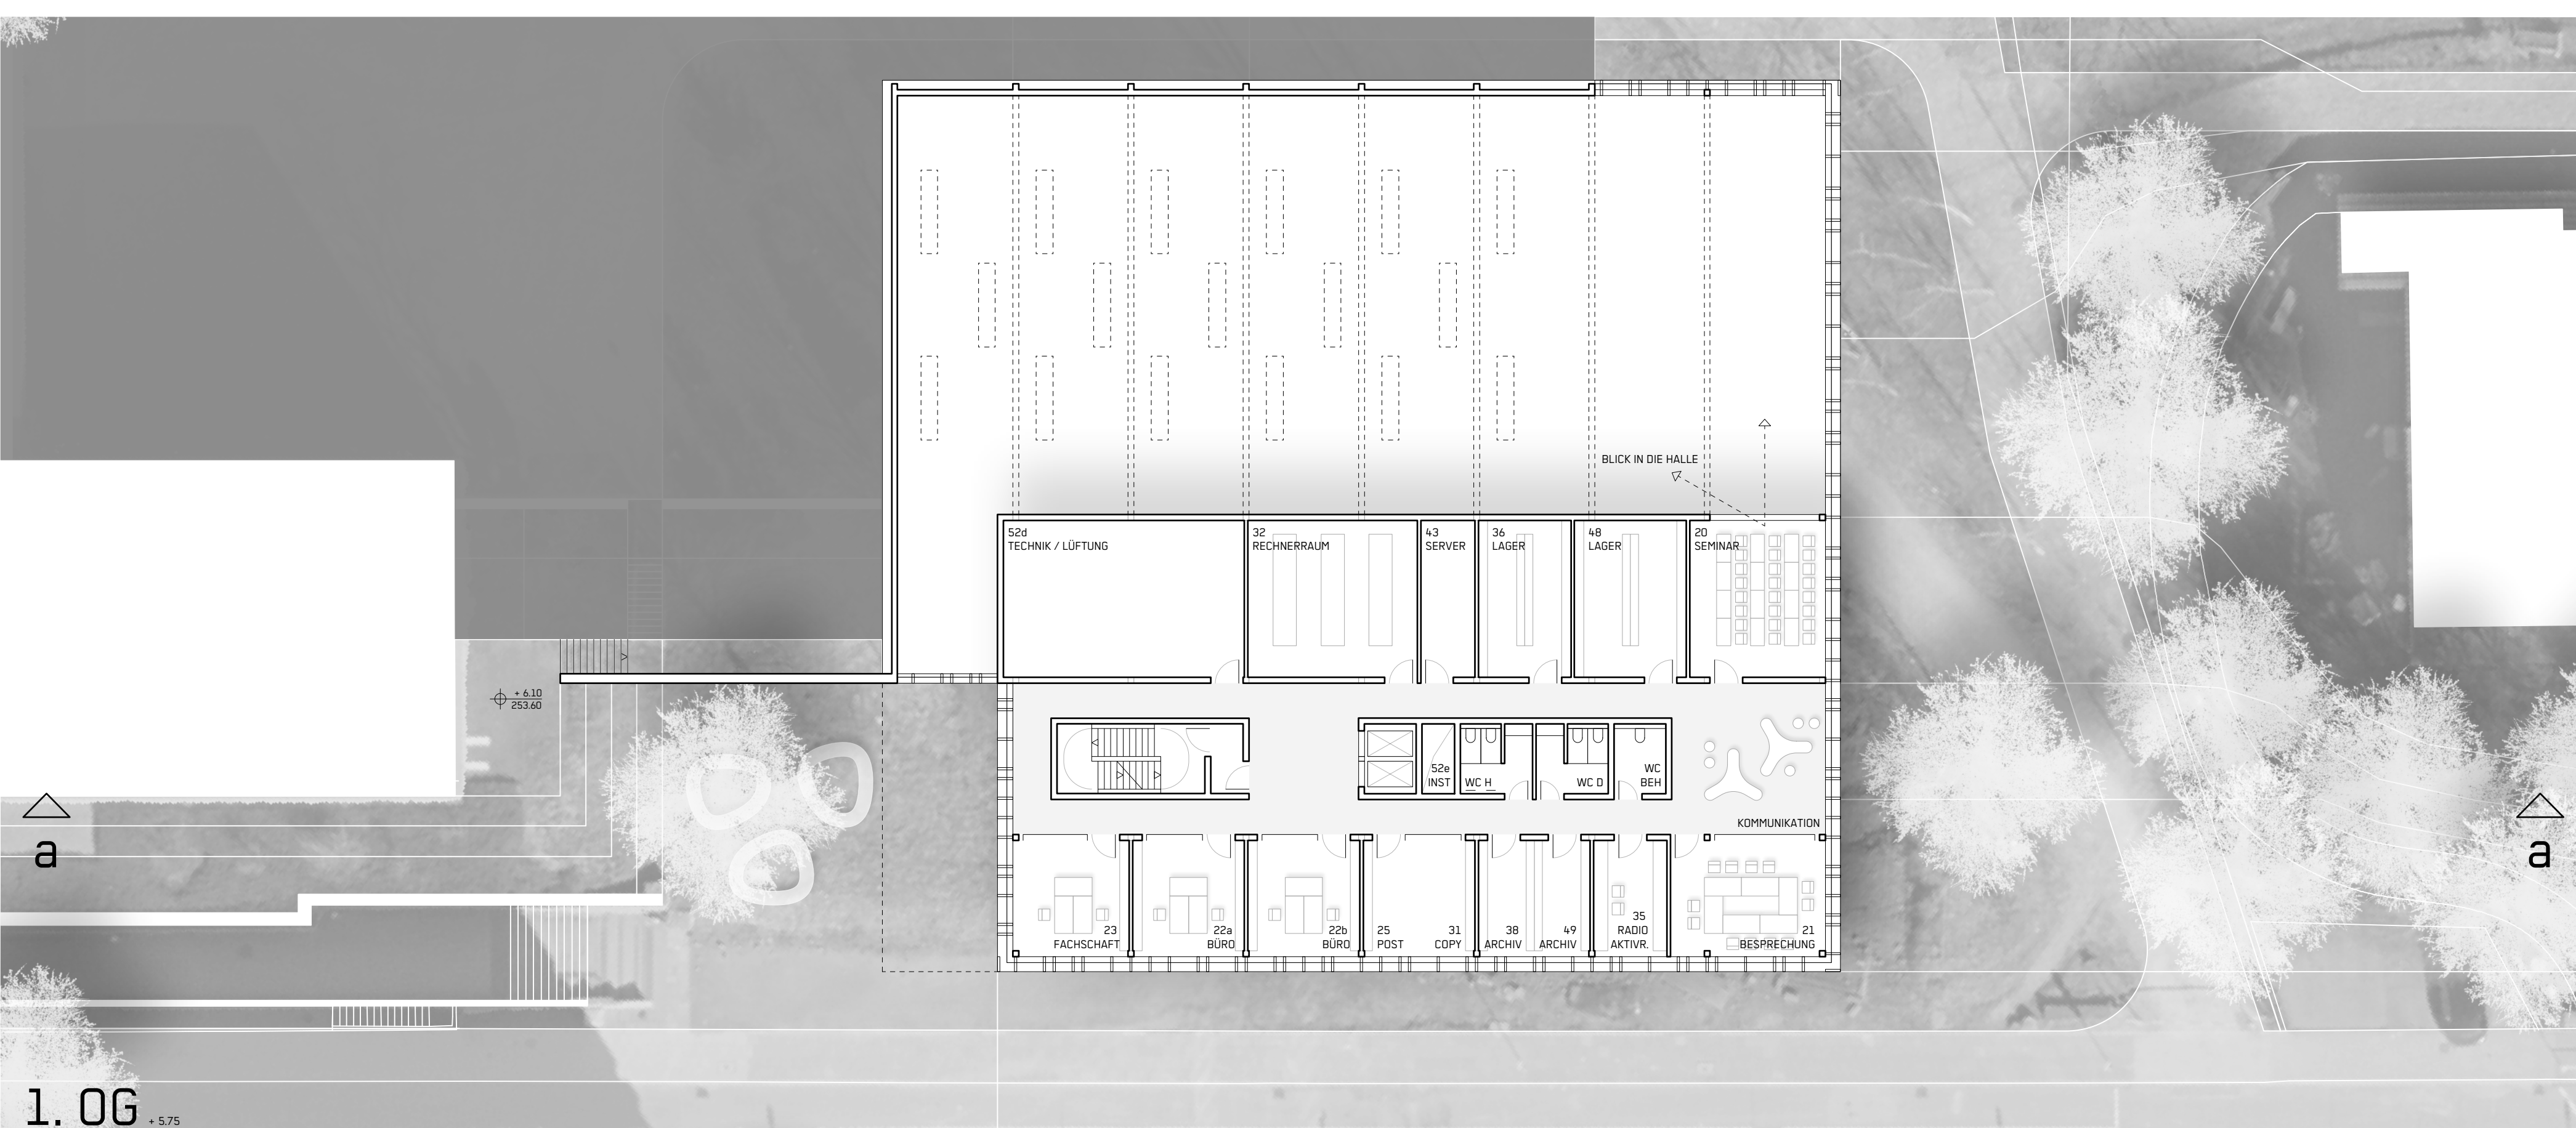 BLICK IN DIE HALLE
52d
TECHNIK / LÜFTUNG
32
RECHNERRAUM
43
SERVER
36
LAGER
48
LAGER
20
SEMINAR
+ 6.10
253.60
52e
INST
WC H
WC D
WC
BEH
KOMMUNIKATION
a
a
23
FACHSCHAFT
22a
BÜRO
22b
BÜRO
25
POST
31
COPY
38
ARCHIV
49
ARCHIV
35
RADIO
AKTIVR.
21
BESPRECHUNG
1. OG + 5.75